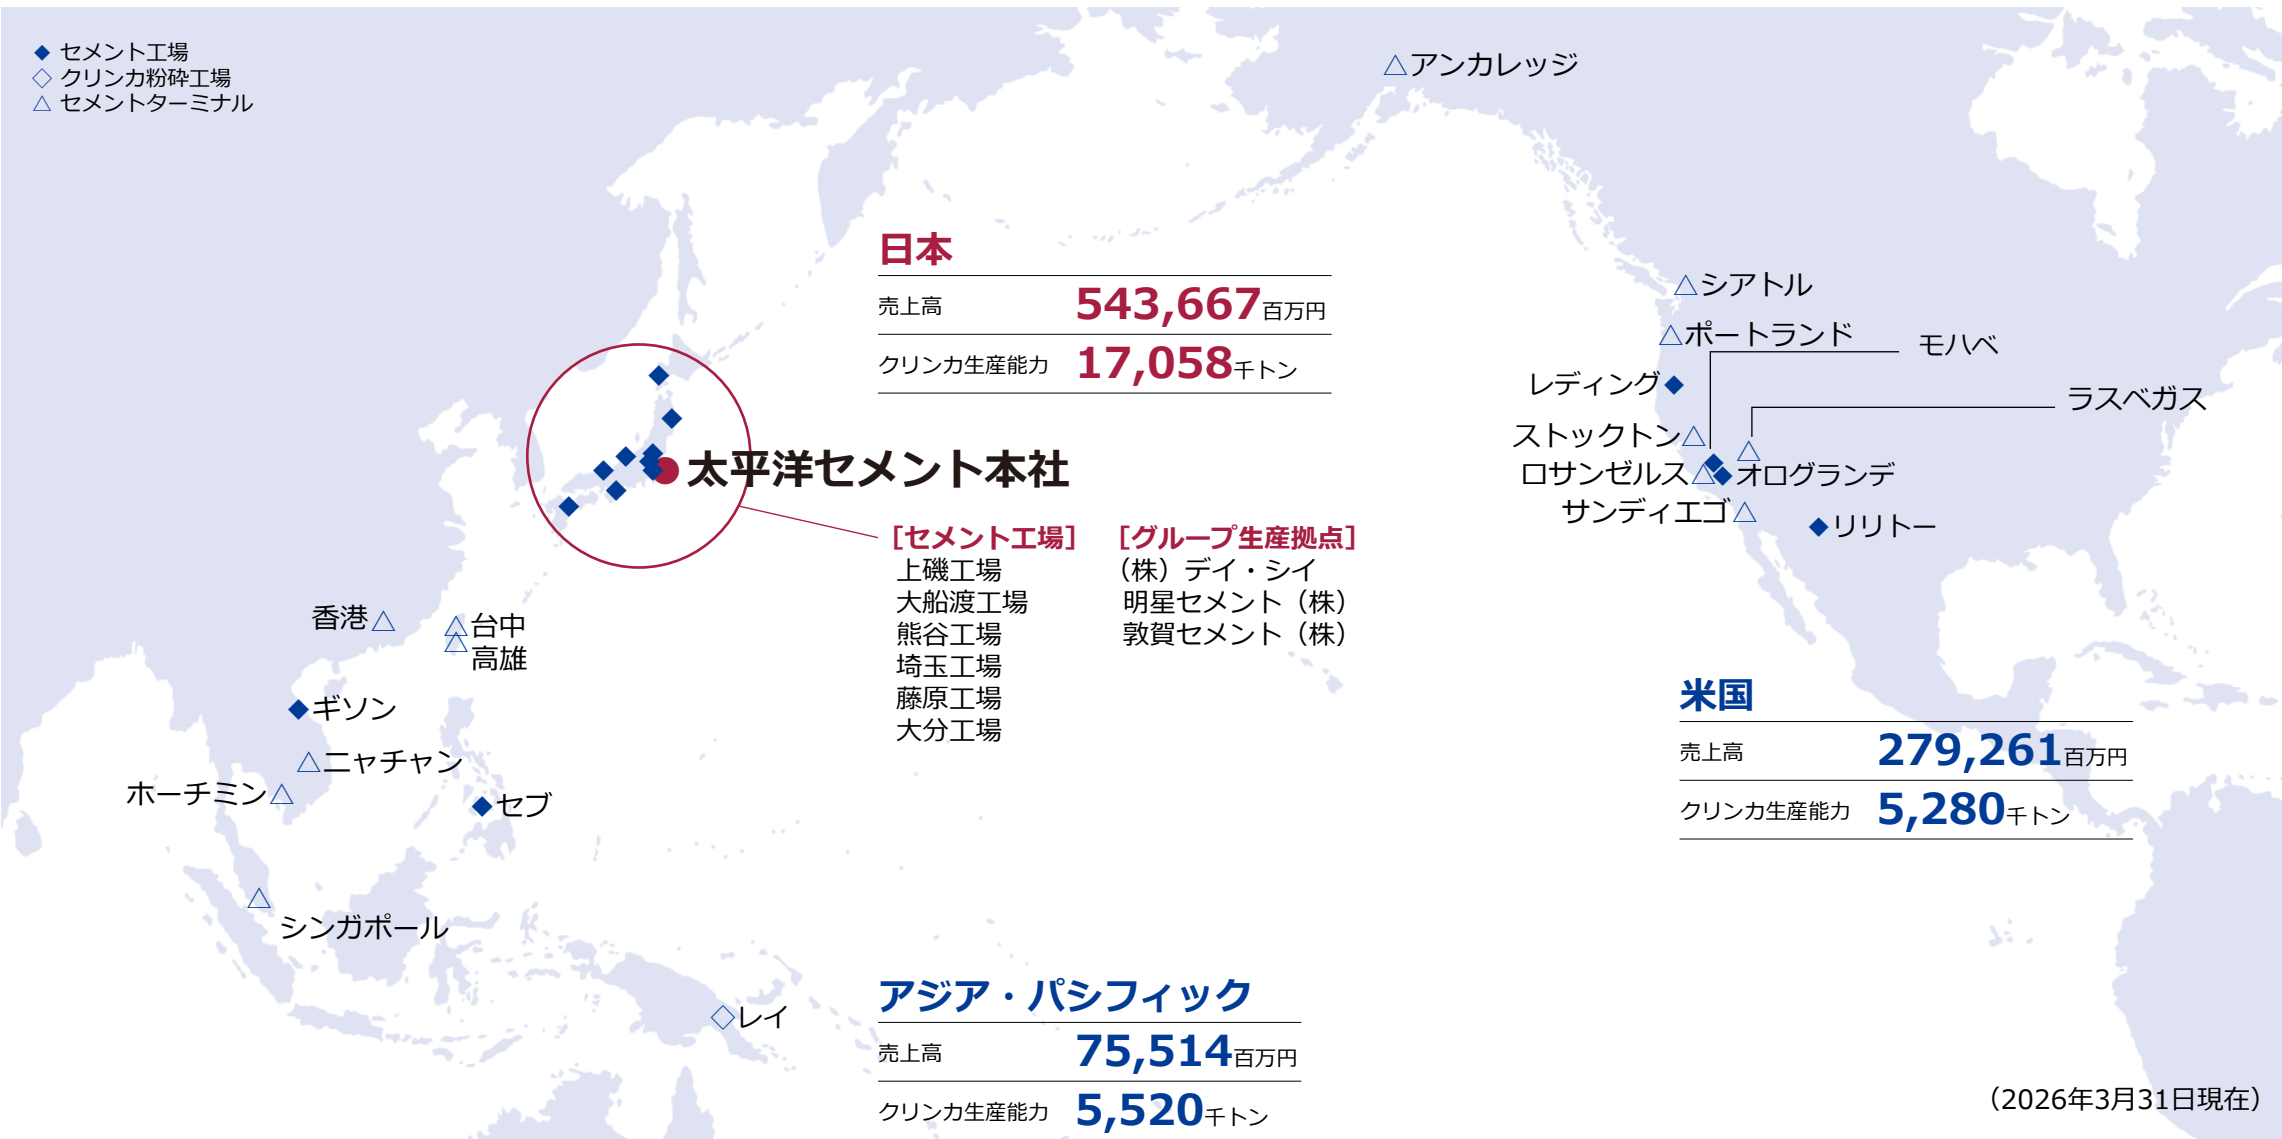 ◆ セメント工場
◇ クリンカ粉砕工場
△ セメントターミナル
△アンカレッジ
日本
売上高 543,667百万円
クリンカ生産能力 17,058千トン
太平洋セメント本社
［セメント工場］
上磯工場
大船渡工場
熊谷工場
埼玉工場
藤原工場
大分工場
［グループ生産拠点］
（株）デイ・シイ
明星セメント（株）
敦賀セメント（株）
△シアトル
△ポートランド
モハベ
レディング◆
ラスベガス
ストックトン△
ロサンゼルス△
◆オログランデ
サンディエゴ△
◆リリトー
香港△
△台中
△高雄
◆ギソン
△ニャチャン
ホーチミン△
◆セブ
△
シンガポール
◇レイ
米国
売上高 279,261百万円
クリンカ生産能力 5,280千トン
アジア・パシフィック
売上高 75,514百万円
クリンカ生産能力 5,520千トン
（2026年3月31日現在）